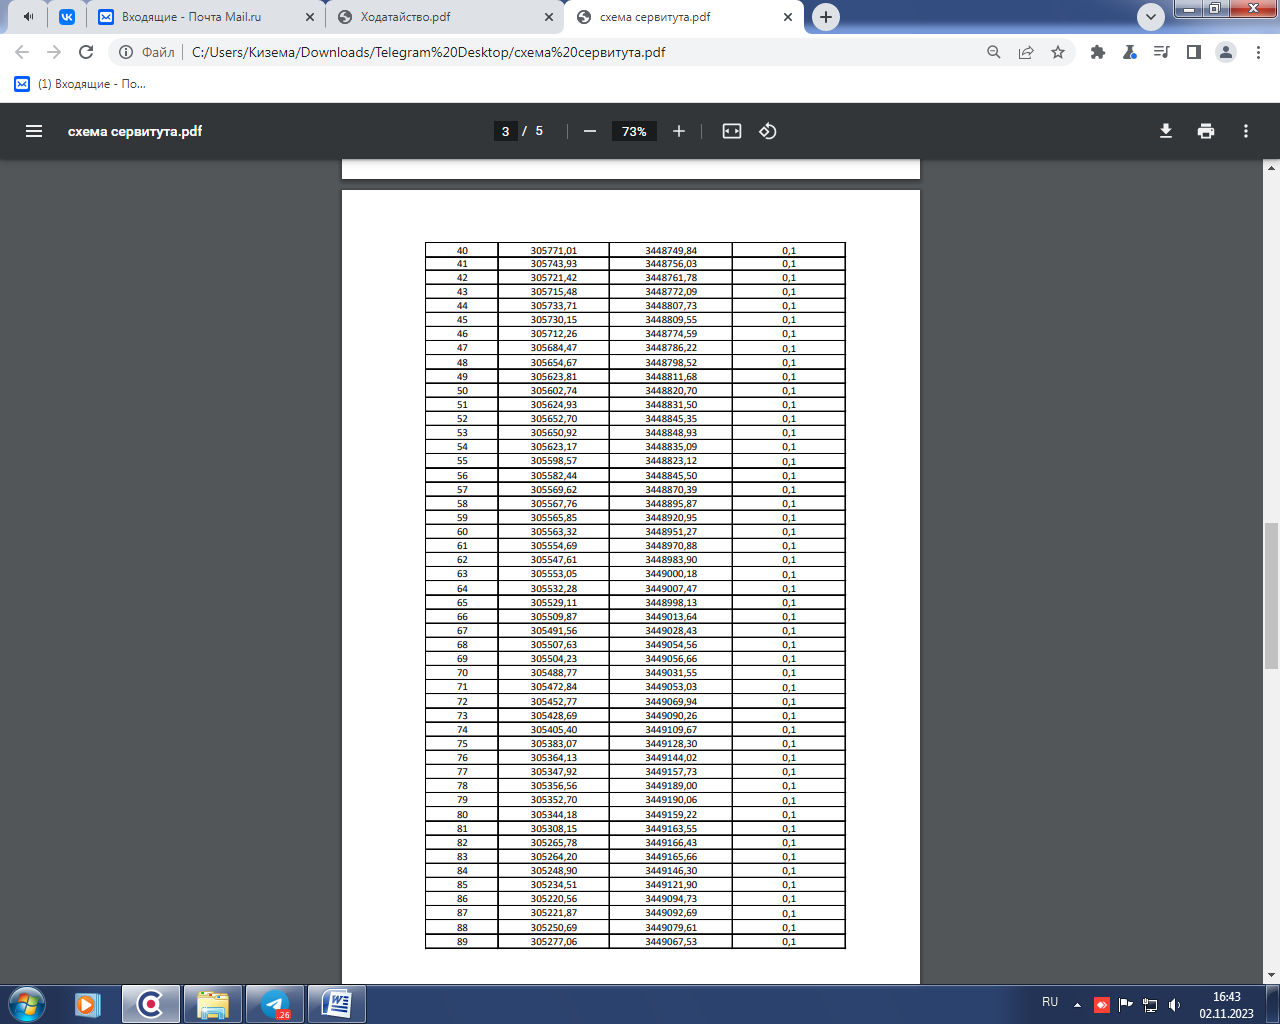 Входящие - Почта Mail.ru
Ходатайство.pdf
схема сервитута.pdf
Файл C:/Users/Кизема/Downloads/Telegram%20Desktop/схема%20сервитута.pdf
(1) Входящие - По...
схема сервитута.pdf 3 / 5 73%
40 305771,01 3448749,84 0,1
41 305743,93 3448756,03 0,1
42 305721,42 3448761,78 0,1
43 305715,48 3448772,09 0,1
44 305733,71 3448807,73 0,1
45 305730,15 3448809,55 0,1
46 305712,26 3448774,59 0,1
47 305684,47 3448786,22 0,1
48 305654,67 3448798,52 0,1
49 305623,81 3448811,68 0,1
50 305602,74 3448820,70 0,1
51 305624,93 3448831,50 0,1
52 305652,70 3448845,35 0,1
53 305650,92 3448848,93 0,1
54 305623,17 3448835,09 0,1
55 305598,57 3448823,12 0,1
56 305582,44 3448845,50 0,1
57 305569,62 3448870,39 0,1
58 305567,76 3448895,87 0,1
59 305565,85 3448920,95 0,1
60 305563,32 3448951,27 0,1
61 305554,69 3448970,88 0,1
62 305547,61 3448983,90 0,1
63 305553,05 3449000,18 0,1
64 305532,28 3449007,47 0,1
65 305529,11 3448998,13 0,1
66 305509,87 3449013,64 0,1
67 305491,56 3449028,43 0,1
68 305507,63 3449054,56 0,1
69 305504,23 3449056,66 0,1
70 305488,77 3449031,55 0,1
71 305472,84 3449053,03 0,1
72 305452,77 3449069,94 0,1
73 305428,69 3449090,26 0,1
74 305405,40 3449109,67 0,1
75 305383,07 3449128,30 0,1
76 305364,13 3449144,02 0,1
77 305347,92 3449157,73 0,1
78 305356,56 3449189,00 0,1
79 305352,70 3449190,06 0,1
80 305344,18 3449159,22 0,1
81 305308,15 3449163,55 0,1
82 305265,78 3449166,43 0,1
83 305264,20 3449165,66 0,1
84 305248,90 3449146,30 0,1
85 305234,51 3449121,90 0,1
86 305220,56 3449094,73 0,1
87 305221,87 3449092,69 0,1
88 305250,69 3449079,61 0,1
89 305277,06 3449067,53 0,1
..26
RU
16:43
02.11.2023